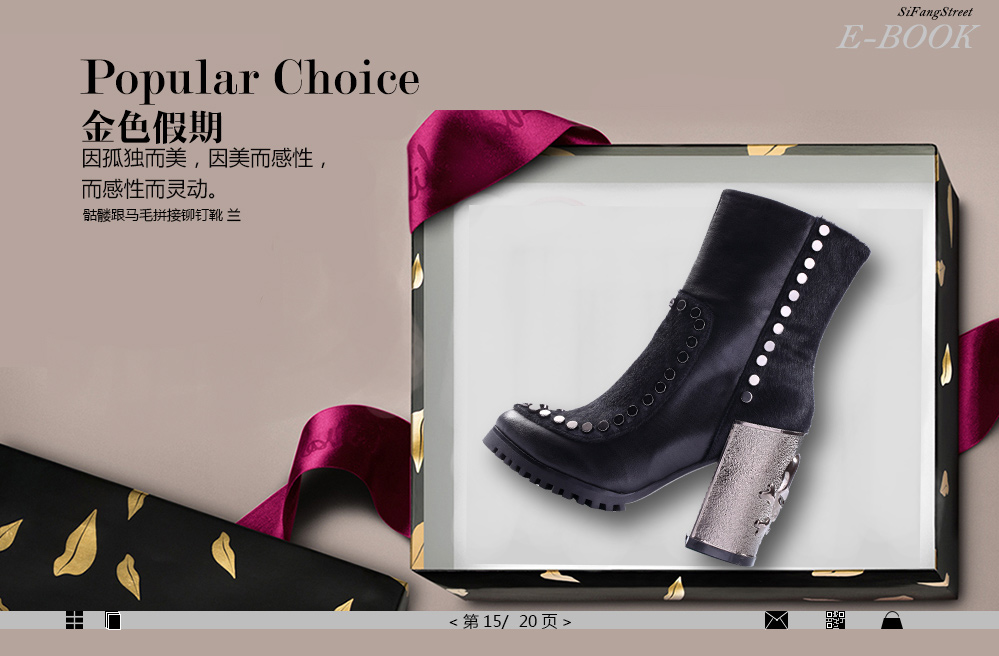 SiFangStreet
E-BOOK
Popular Choice
金色假期
因孤独而美，因美而感性，
而感性而灵动。
骷髅跟马毛拼接铆钉靴 兰
< 第 15/ 20 页 >